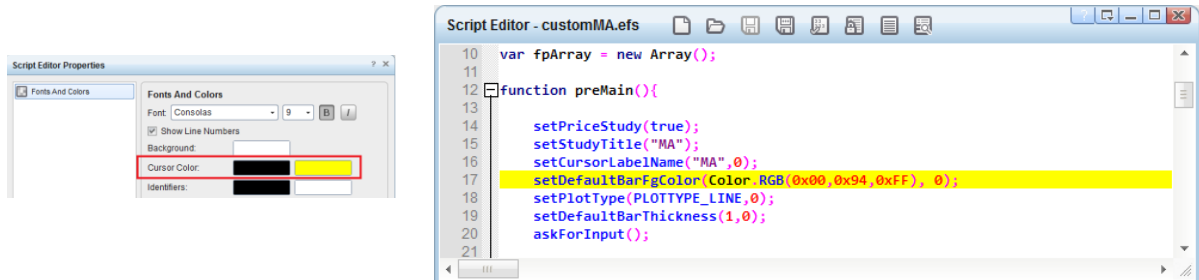 Script Editor Properties
? x
Fonts And Colors
Fonts And Colors
Font: Consolas 9 B I
Show Line Numbers
Background:
Cursor Color:
Identifiers:
Script Editor - customMA.efs
10 var fpArray = new Array();
11
12 function preMain(){
13
14 setPriceStudy(true);
15 setStudyTitle("MA");
16 setCursorLabelName("MA",0);
17 setDefaultBarFgColor(Color.RGB(0x00,0x94,0xFF), 0);
18 setPlotType(PLOTTYPE_LINE,0);
19 setDefaultBarThickness(1,0);
20 askForInput();
21